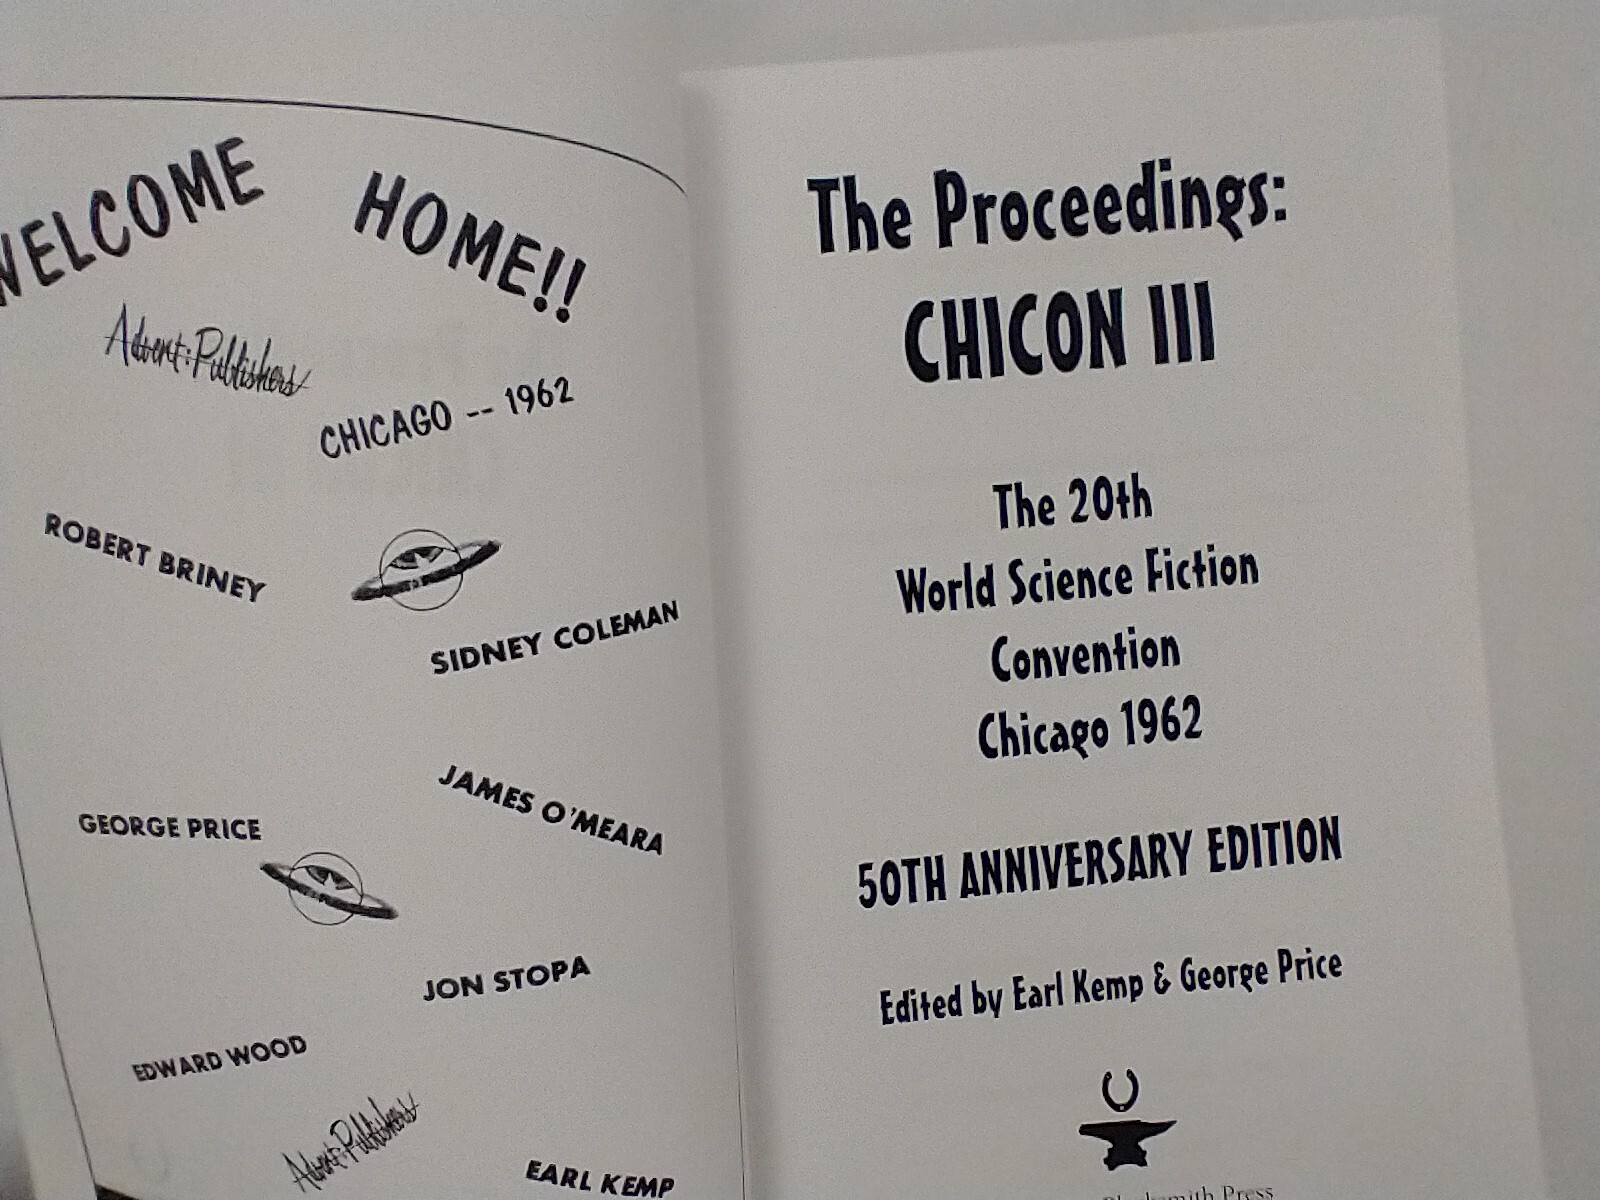 WELCOME HOME!!
Advent:Publishers
CHICAGO -- 1962
ROBERT BRINEY
SIDNEY COLEMAN
JAMES O'MEARA
GEORGE PRICE
JON STOPA
EDWARD WOOD
Advent:Publishers
EARL KEMP
The Proceedings:
CHICON III
The 20th
World Science Fiction
Convention
Chicago 1962
50TH ANNIVERSARY EDITION
Edited by Earl Kemp & George Price
Press